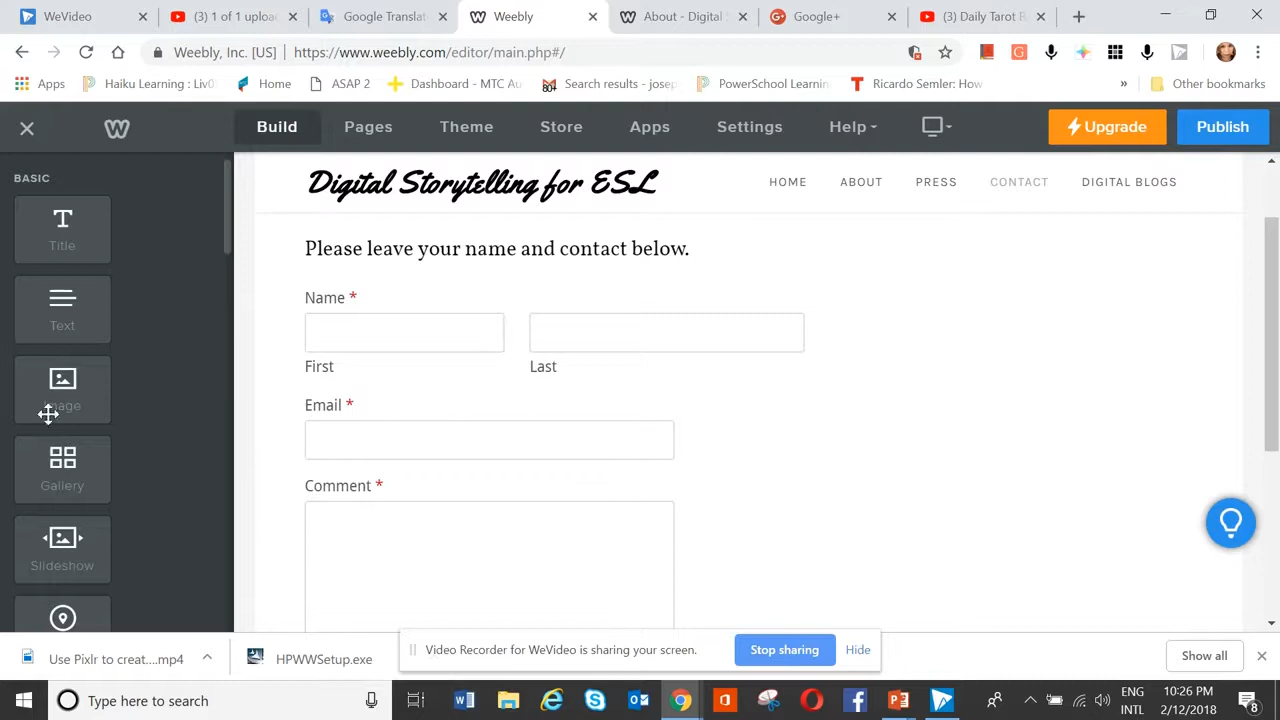 WeVideo
(3) 1 of 1 uploa
Google Translat
Weebly
About - Digital S
Google+
(3) Daily Tarot R
Weebly, Inc. [US]
https://www.weebly.com/editor/main.php#/
Apps
Haiku Learning : Liv0
Home
ASAP 2
Dashboard - MTC Au
Search results - josep
PowerSchool Learnin
Ricardo Semler: How
»
Other bookmarks
Build
Pages
Theme
Store
Apps
Settings
Help
Upgrade
Publish
BASIC
Title
Text
Image
Gallery
Slideshow
Digital Storytelling for ESL
HOME
ABOUT
PRESS
CONTACT
DIGITAL BLOGS
Please leave your name and contact below.
Name *
First
Last
Email *
Comment *
Video Recorder for WeVideo is sharing your screen.
Stop sharing
Hide
Use Pixlr to creat....mp4
HPWWSetup.exe
Show all
Type here to search
ENG
INTL
10:26 PM
2/12/2018
8